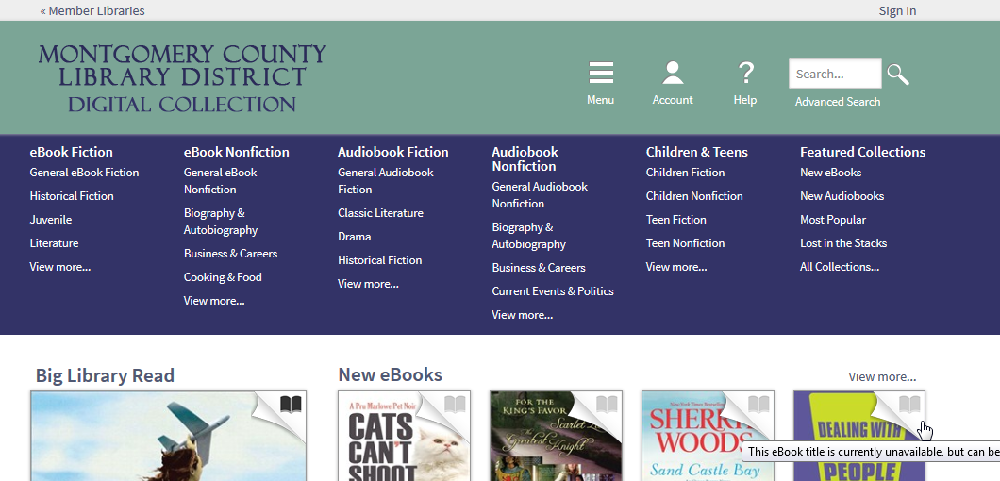 « Member Libraries
Sign In
MONTGOMERY COUNTY
LIBRARY DISTRICT
DIGITAL COLLECTION
Menu
Account
? Help
Search...
Advanced Search
eBook Fiction
General eBook Fiction
Historical Fiction
Juvenile
Literature
View more...
eBook Nonfiction
General eBook
Nonfiction
Biography &
Autobiography
Business & Careers
Cooking & Food
View more...
Audiobook Fiction
General Audiobook
Fiction
Classic Literature
Drama
Historical Fiction
View more...
Audiobook
Nonfiction
General Audiobook
Nonfiction
Biography &
Autobiography
Business & Careers
Current Events & Politics
View more...
Children & Teens
Children Fiction
Children Nonfiction
Teen Fiction
Teen Nonfiction
View more...
Featured Collections
New eBooks
New Audiobooks
Most Popular
Lost in the Stacks
All Collections...
Big Library Read
New eBooks
View more...
A Pru Marlowe Pet Noir
CATS
CAN'T
SHOOT
FOR THE
KING'S FAVOR
Scarlet
The
Greatest Knight
New York Times
SHERR
WOODS
Sand Castle Bay
DEALING WITH
PEOPLE
This eBook title is currently unavailable, but can be